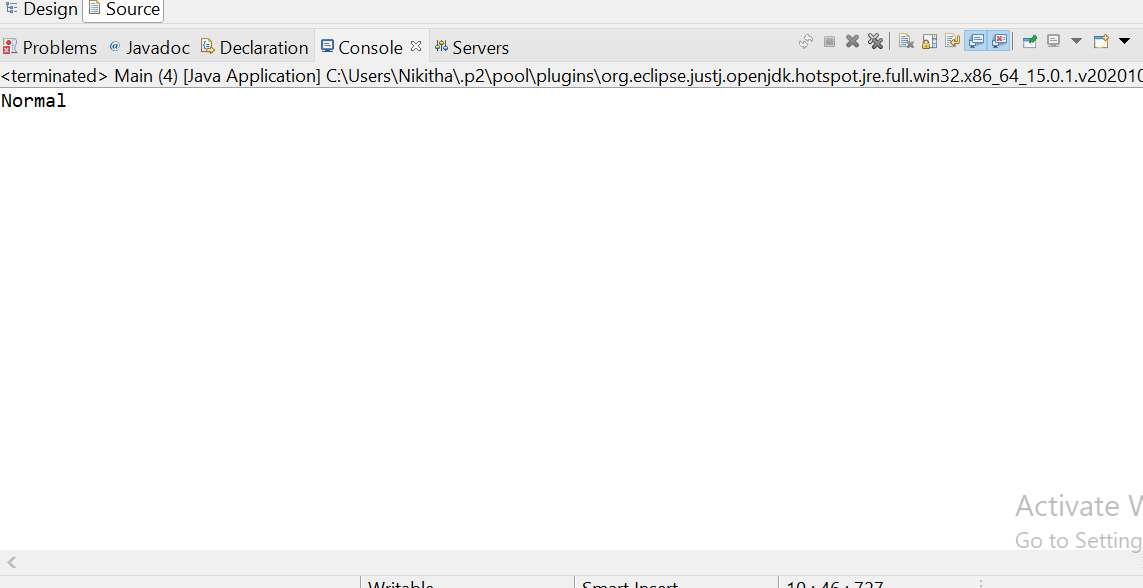 Design Source
Problems @ Javadoc Declaration Console Servers
<terminated> Main (4) [Java Application] C:\Users\Nikitha\.p2\pool\plugins\org.eclipse.justj.openjdk.hotspot.jre.full.win32.x86_64_15.0.1.v202010
Normal
Activate W
Go to Setting
Writable Smart Insert 10 : 46 : 727